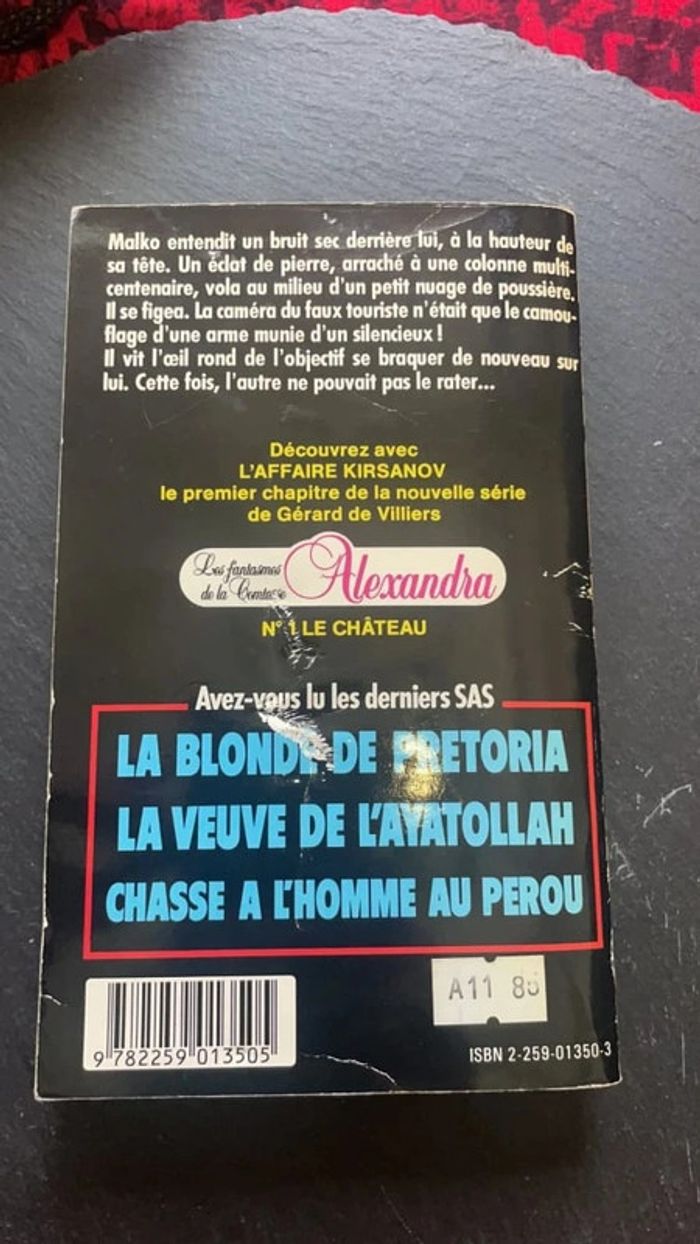 Malko entendit un bruit sec derrière lui, à la hauteur de
sa tête. Un éclat de pierre, arraché à une colonne multi-
centenaire, vola au milieu d'un petit nuage de poussière.
Il se figea. La caméra du faux touriste n'était que le camou-
flage d'une arme munie d'un silencieux !
Il vit l'œil rond de l'objectif se braquer de nouveau sur
lui. Cette fois, l'autre ne pouvait pas le rater...
Découvrez avec
L'AFFAIRE KIRSANOV
le premier chapitre de la nouvelle série
de Gérard de Villiers
Les fantasmes
de la Comtesse
Alexandra
N° 1 LE CHÂTEAU
Avez-vous lu les derniers SAS
LA BLONDE DE PRETORIA
LA VEUVE DE L'AYATOLLAH
CHASSE A L'HOMME AU PEROU
A11
9 782259 013505
ISBN 2-259-01350-3